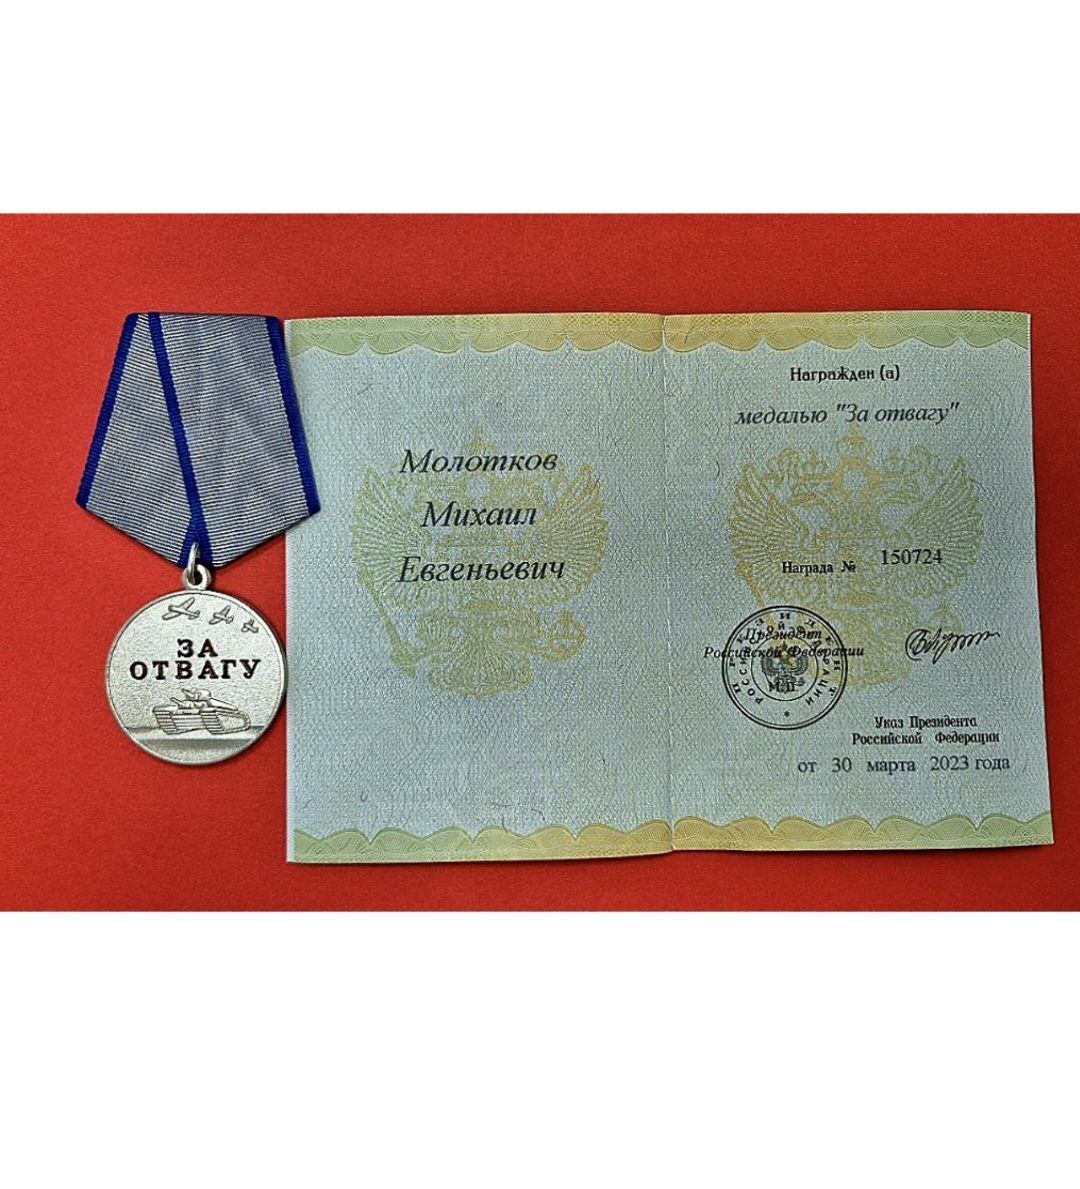 ЗА
ОТВАГУ
Молотков
Михаил
Евгеньевич
Награжден (а)
медалью "За отвагу"
Награда № 150724
Президент
Российской Федерации
М.П.
Указ Президента
Российской Федерации
от 30 марта 2023 года